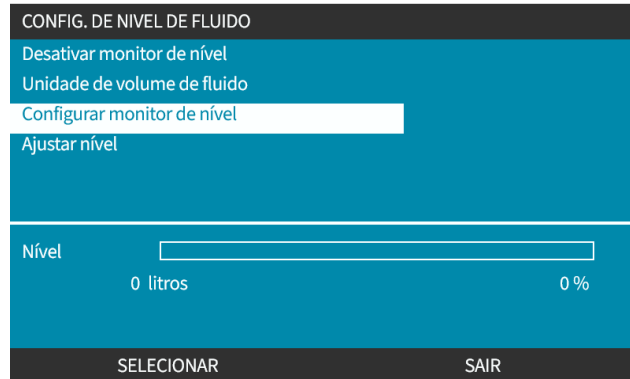 CONFIG. DE NIVEL DE FLUIDO
Desativar monitor de nível
Unidade de volume de fluido
Configurar monitor de nível
Ajustar nível
Nível
0 litros 0 %
SELECIONAR SAIR